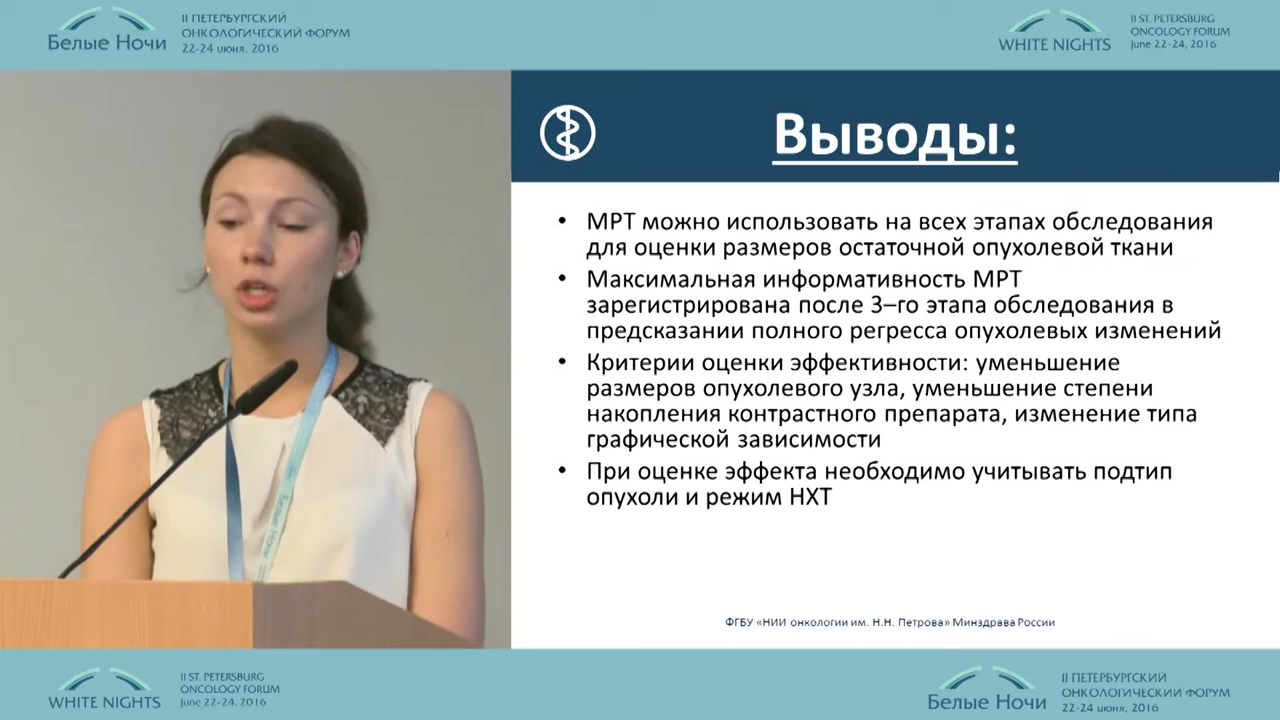 Белые Ночи
II ПЕТЕРБУРГСКИЙ
ОНКОЛОГИЧЕСКИЙ ФОРУМ
22-24 июня, 2016
WHITE NIGHTS
II ST. PETERSBURG
ONCOLOGY FORUM
June 22-24, 2016
Выводы:
• МРТ можно использовать на всех этапах обследования
для оценки размеров остаточной опухолевой ткани
• Максимальная информативность МРТ
зарегистрирована после 3–го этапа обследования в
предсказании полного регресса опухолевых изменений
• Критерии оценки эффективности: уменьшение
размеров опухолевого узла, уменьшение степени
накопления контрастного препарата, изменение типа
графической зависимости
• При оценке эффекта необходимо учитывать подтип
опухоли и режим НХТ
ФГБУ «НИИ онкологии им. Н.Н. Петрова» Минздрава России
WHITE NIGHTS
II ST. PETERSBURG
ONCOLOGY FORUM
June 22-24, 2016
Белые Ночи
II ПЕТЕРБУРГСКИЙ
ОНКОЛОГИЧЕСКИЙ ФОРУМ
22-24 июня, 2016